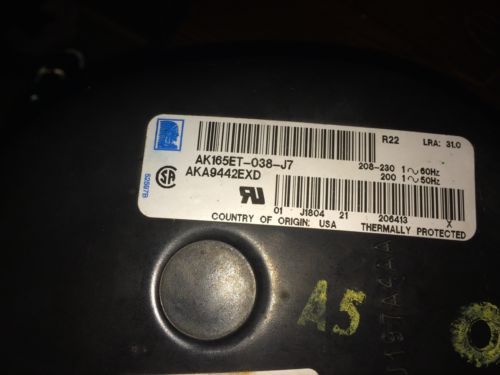 R22 LRA: 31.0
AK165ET-038-J7 208-230 1~60Hz
AKA9442EXD 200 1~50Hz
01 J1804 21 206413 X
COUNTRY OF ORIGIN: USA THERMALLY PROTECTED
52597B
A5